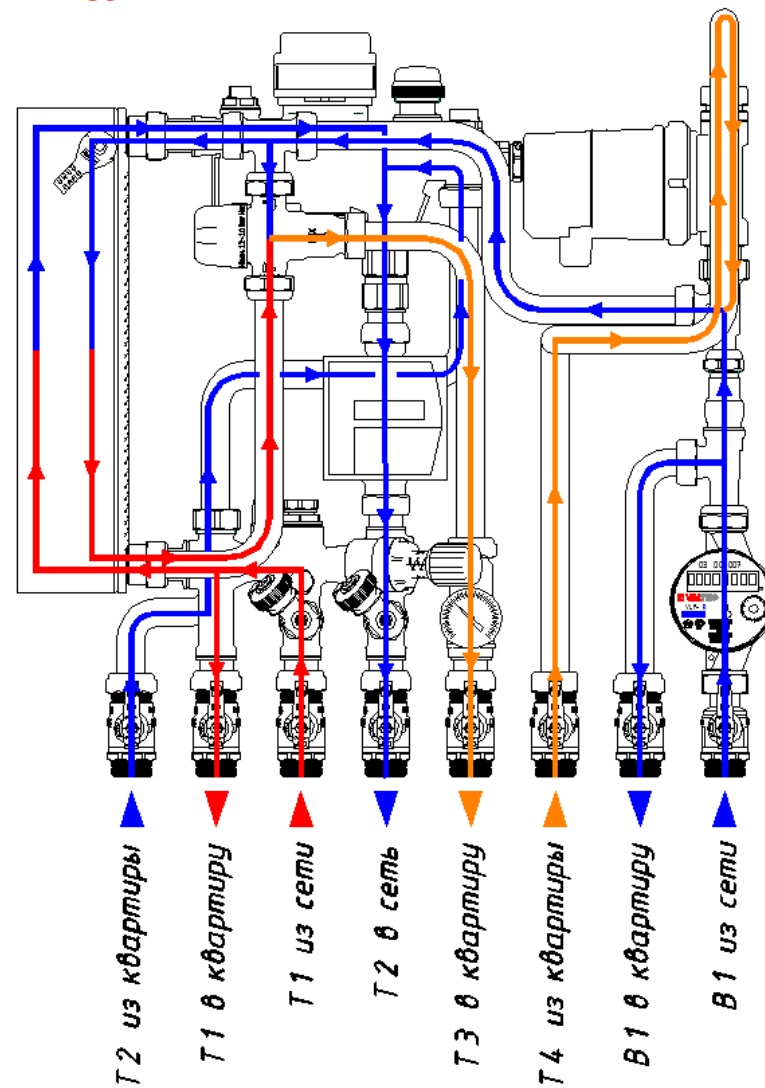 Т2 из квартиры
Т1 в квартиру
Т1 из сети
Т2 в сеть
Т3 в квартиру
Т4 из квартиры
В1 в квартиру
В1 из сети